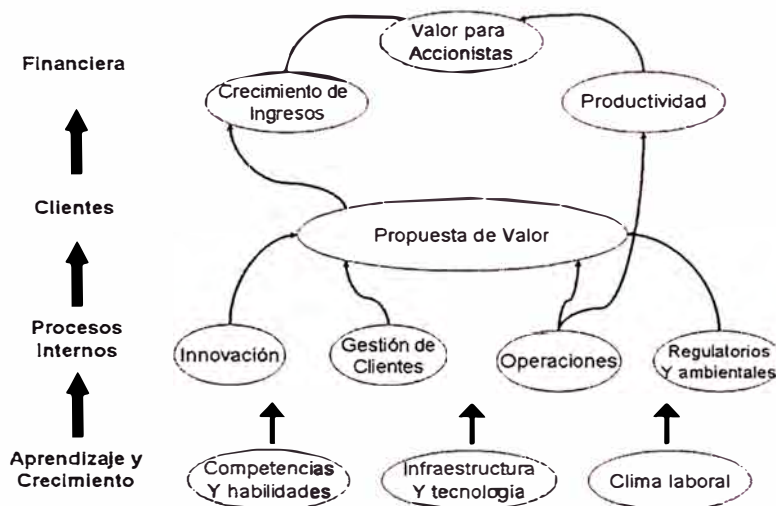 Valor para
Accionistas
Financiera
Crecimiento de
Ingresos
Productividad
Clientes
Propuesta de Valor
Procesos
Internos
Innovación
Gestión de
Clientes
Operaciones
Regulatorios
Y ambientales
Aprendizaje y
Crecimiento
Competencias
Y habilidades
Infraestructura
Y tecnología
Clima laboral